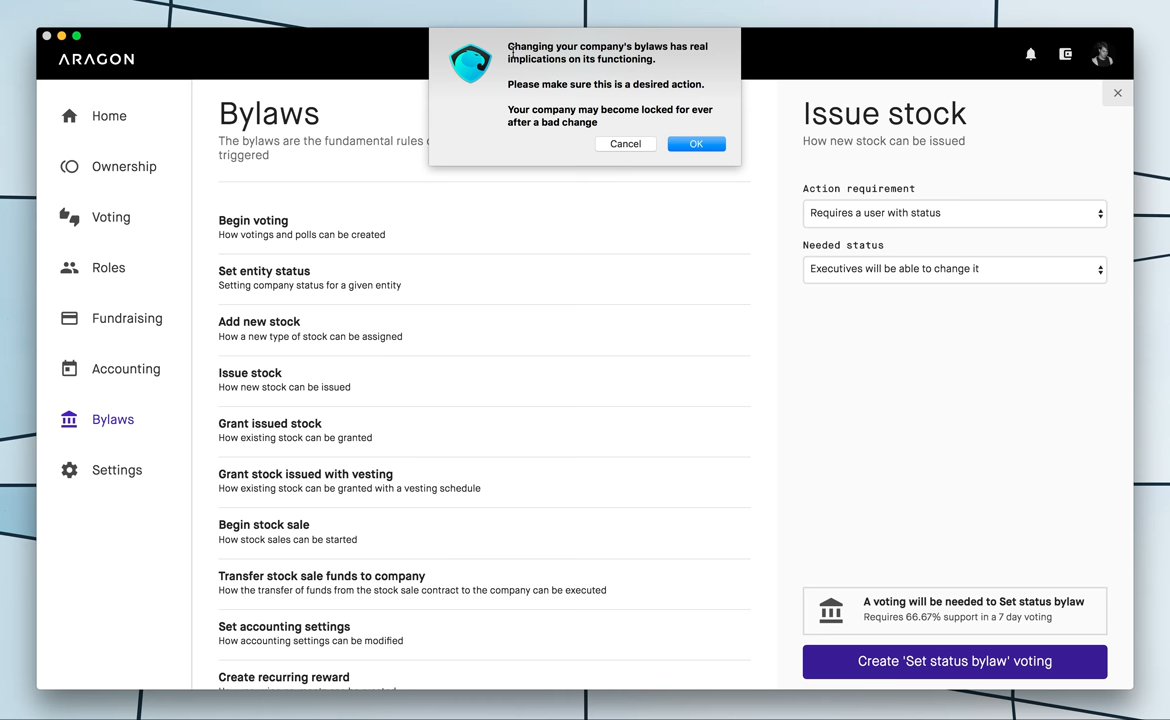 ARAGON
Changing your company's bylaws has real
implications on its functioning.
Please make sure this is a desired action.
Your company may become locked for ever
after a bad change
Cancel
OK
Home
Ownership
Voting
Roles
Fundraising
Accounting
Bylaws
Settings
Bylaws
The bylaws are the fundamental rules
triggered
Begin voting
How votings and polls can be created
Set entity status
Setting company status for a given entity
Add new stock
How a new type of stock can be assigned
Issue stock
How new stock can be issued
Grant issued stock
How existing stock can be granted
Grant stock issued with vesting
How existing stock can be granted with a vesting schedule
Begin stock sale
How stock sales can be started
Transfer stock sale funds to company
How the transfer of funds from the stock sale contract to the company can be executed
Set accounting settings
How accounting settings can be modified
Create recurring reward
Issue stock
How new stock can be issued
Action requirement
Requires a user with status
Needed status
Executives will be able to change it
A voting will be needed to Set status bylaw
Requires 66.67% support in a 7 day voting
Create 'Set status bylaw' voting